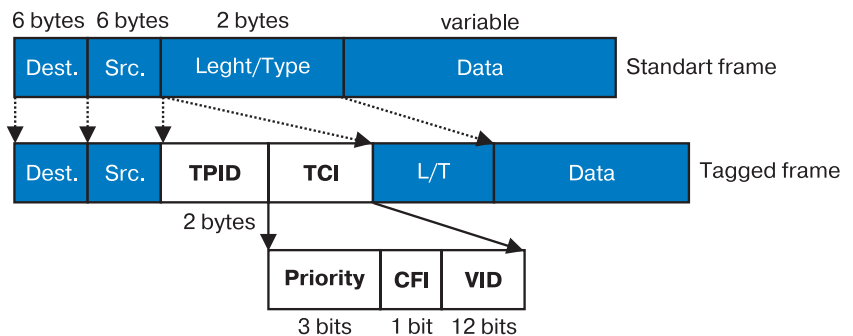 6 bytes 6 bytes 2 bytes variable
Dest. Src. Leght/Type Data Standart frame
Dest. Src. TPID TCI L/T Data Tagged frame
2 bytes
Priority CFI VID
3 bits 1 bit 12 bits